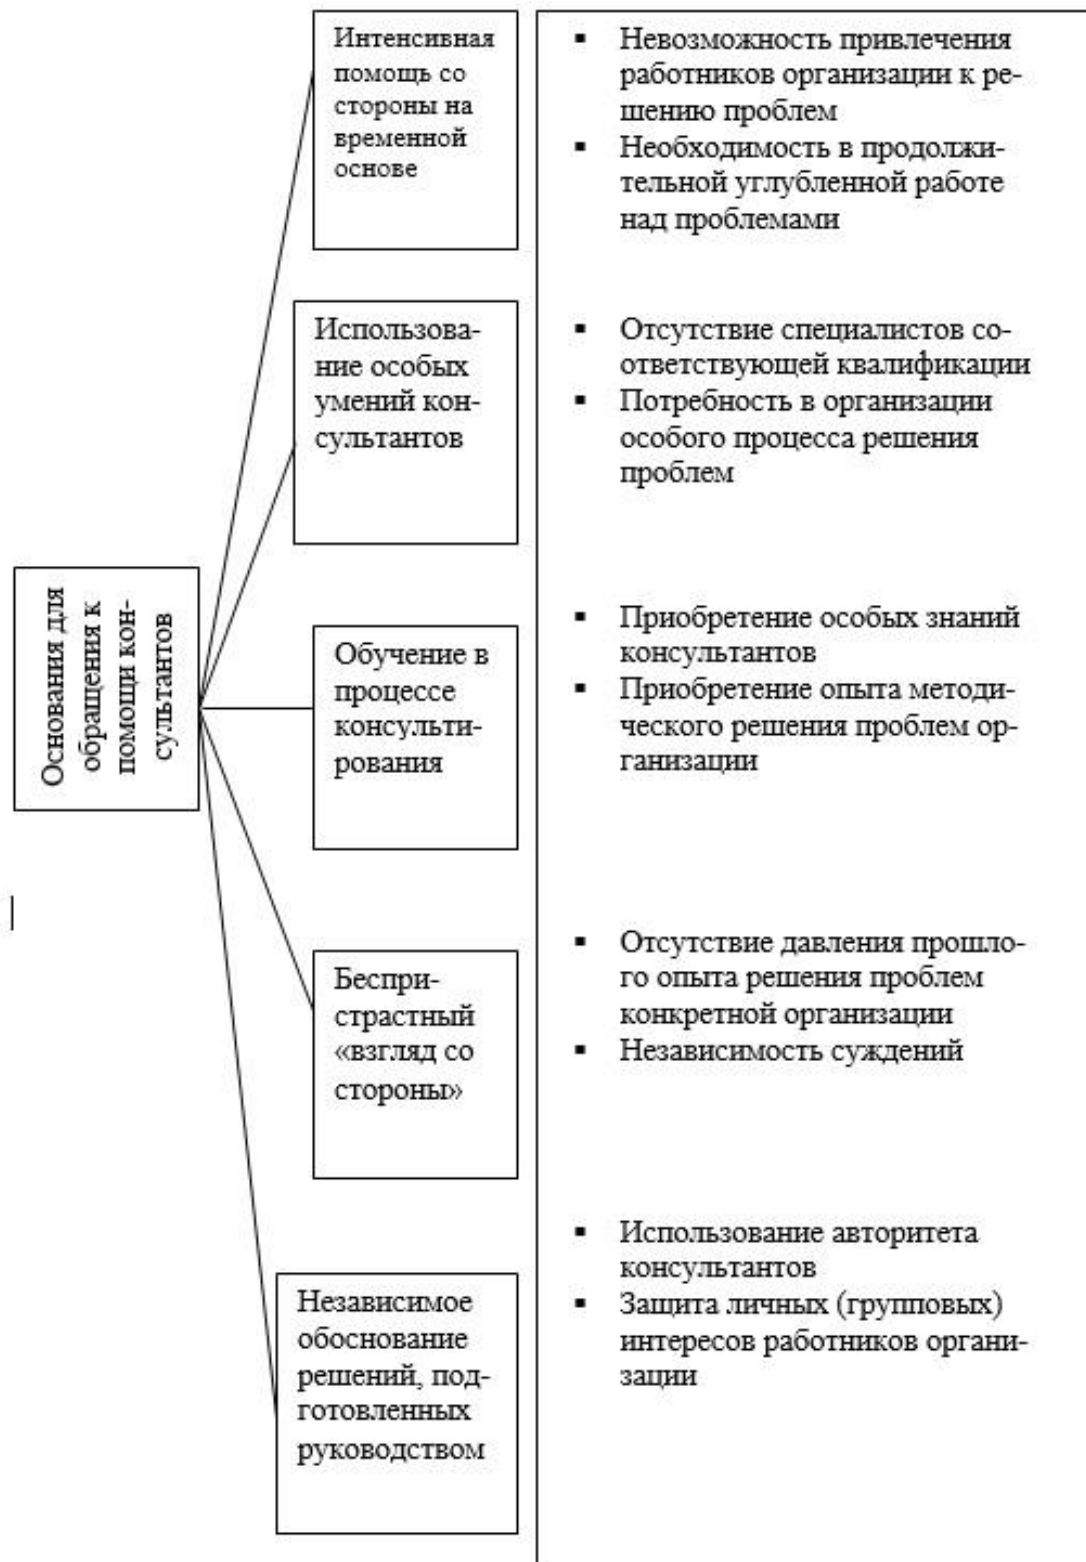 Основания для
обращения к
помощи кон-
сультантов
Интенсивная
помощь со
стороны на
временной
основе
▪ Невозможность привлечения
работников организации к ре-
шению проблем
▪ Необходимость в продолжи-
тельной углубленной работе
над проблемами
Использова-
ние особых
умений кон-
сультантов
▪ Отсутствие специалистов со-
ответствующей квалификации
▪ Потребность в организации
особого процесса решения
проблем
Обучение в
процессе
консульти-
рования
▪ Приобретение особых знаний
консультантов
▪ Приобретение опыта методи-
ческого решения проблем ор-
ганизации
Беспри-
страстный
«взгляд со
стороны»
▪ Отсутствие давления прошло-
го опыта решения проблем
конкретной организации
▪ Независимость суждений
Независимое
обоснование
решений, под-
готовленных
руководством
▪ Использование авторитета
консультантов
▪ Защита личных (групповых)
интересов работников органи-
зации